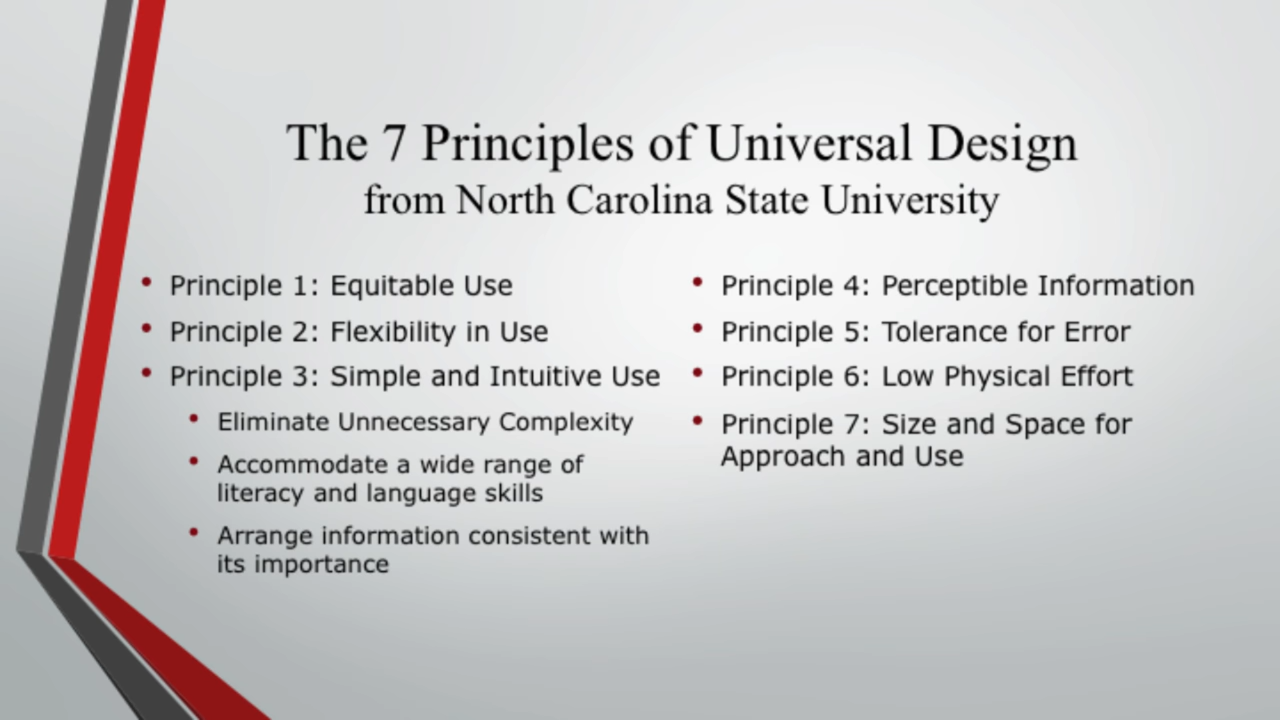 The 7 Principles of Universal Design
from North Carolina State University
• Principle 1: Equitable Use
• Principle 2: Flexibility in Use
• Principle 3: Simple and Intuitive Use
• Eliminate Unnecessary Complexity
• Accommodate a wide range of
literacy and language skills
• Arrange information consistent with
its importance
• Principle 4: Perceptible Information
• Principle 5: Tolerance for Error
• Principle 6: Low Physical Effort
• Principle 7: Size and Space for
Approach and Use